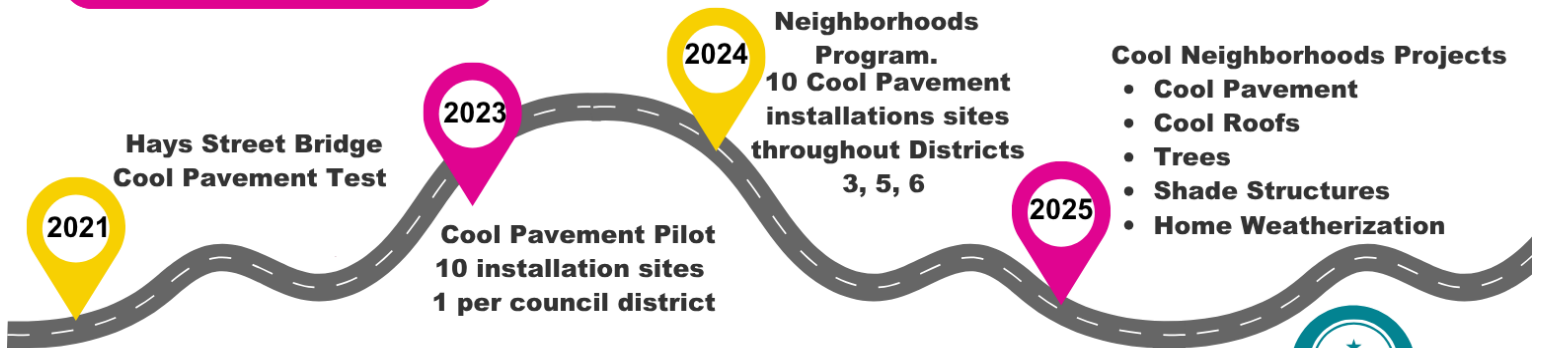 2021
Hays Street Bridge
Cool Pavement Test
2023
Cool Pavement Pilot
10 installation sites
1 per council district
2024
Neighborhoods
Program.
10 Cool Pavement
installations sites
throughout Districts
3, 5, 6
2025
Cool Neighborhoods Projects
• Cool Pavement
• Cool Roofs
• Trees
• Shade Structures
• Home Weatherization